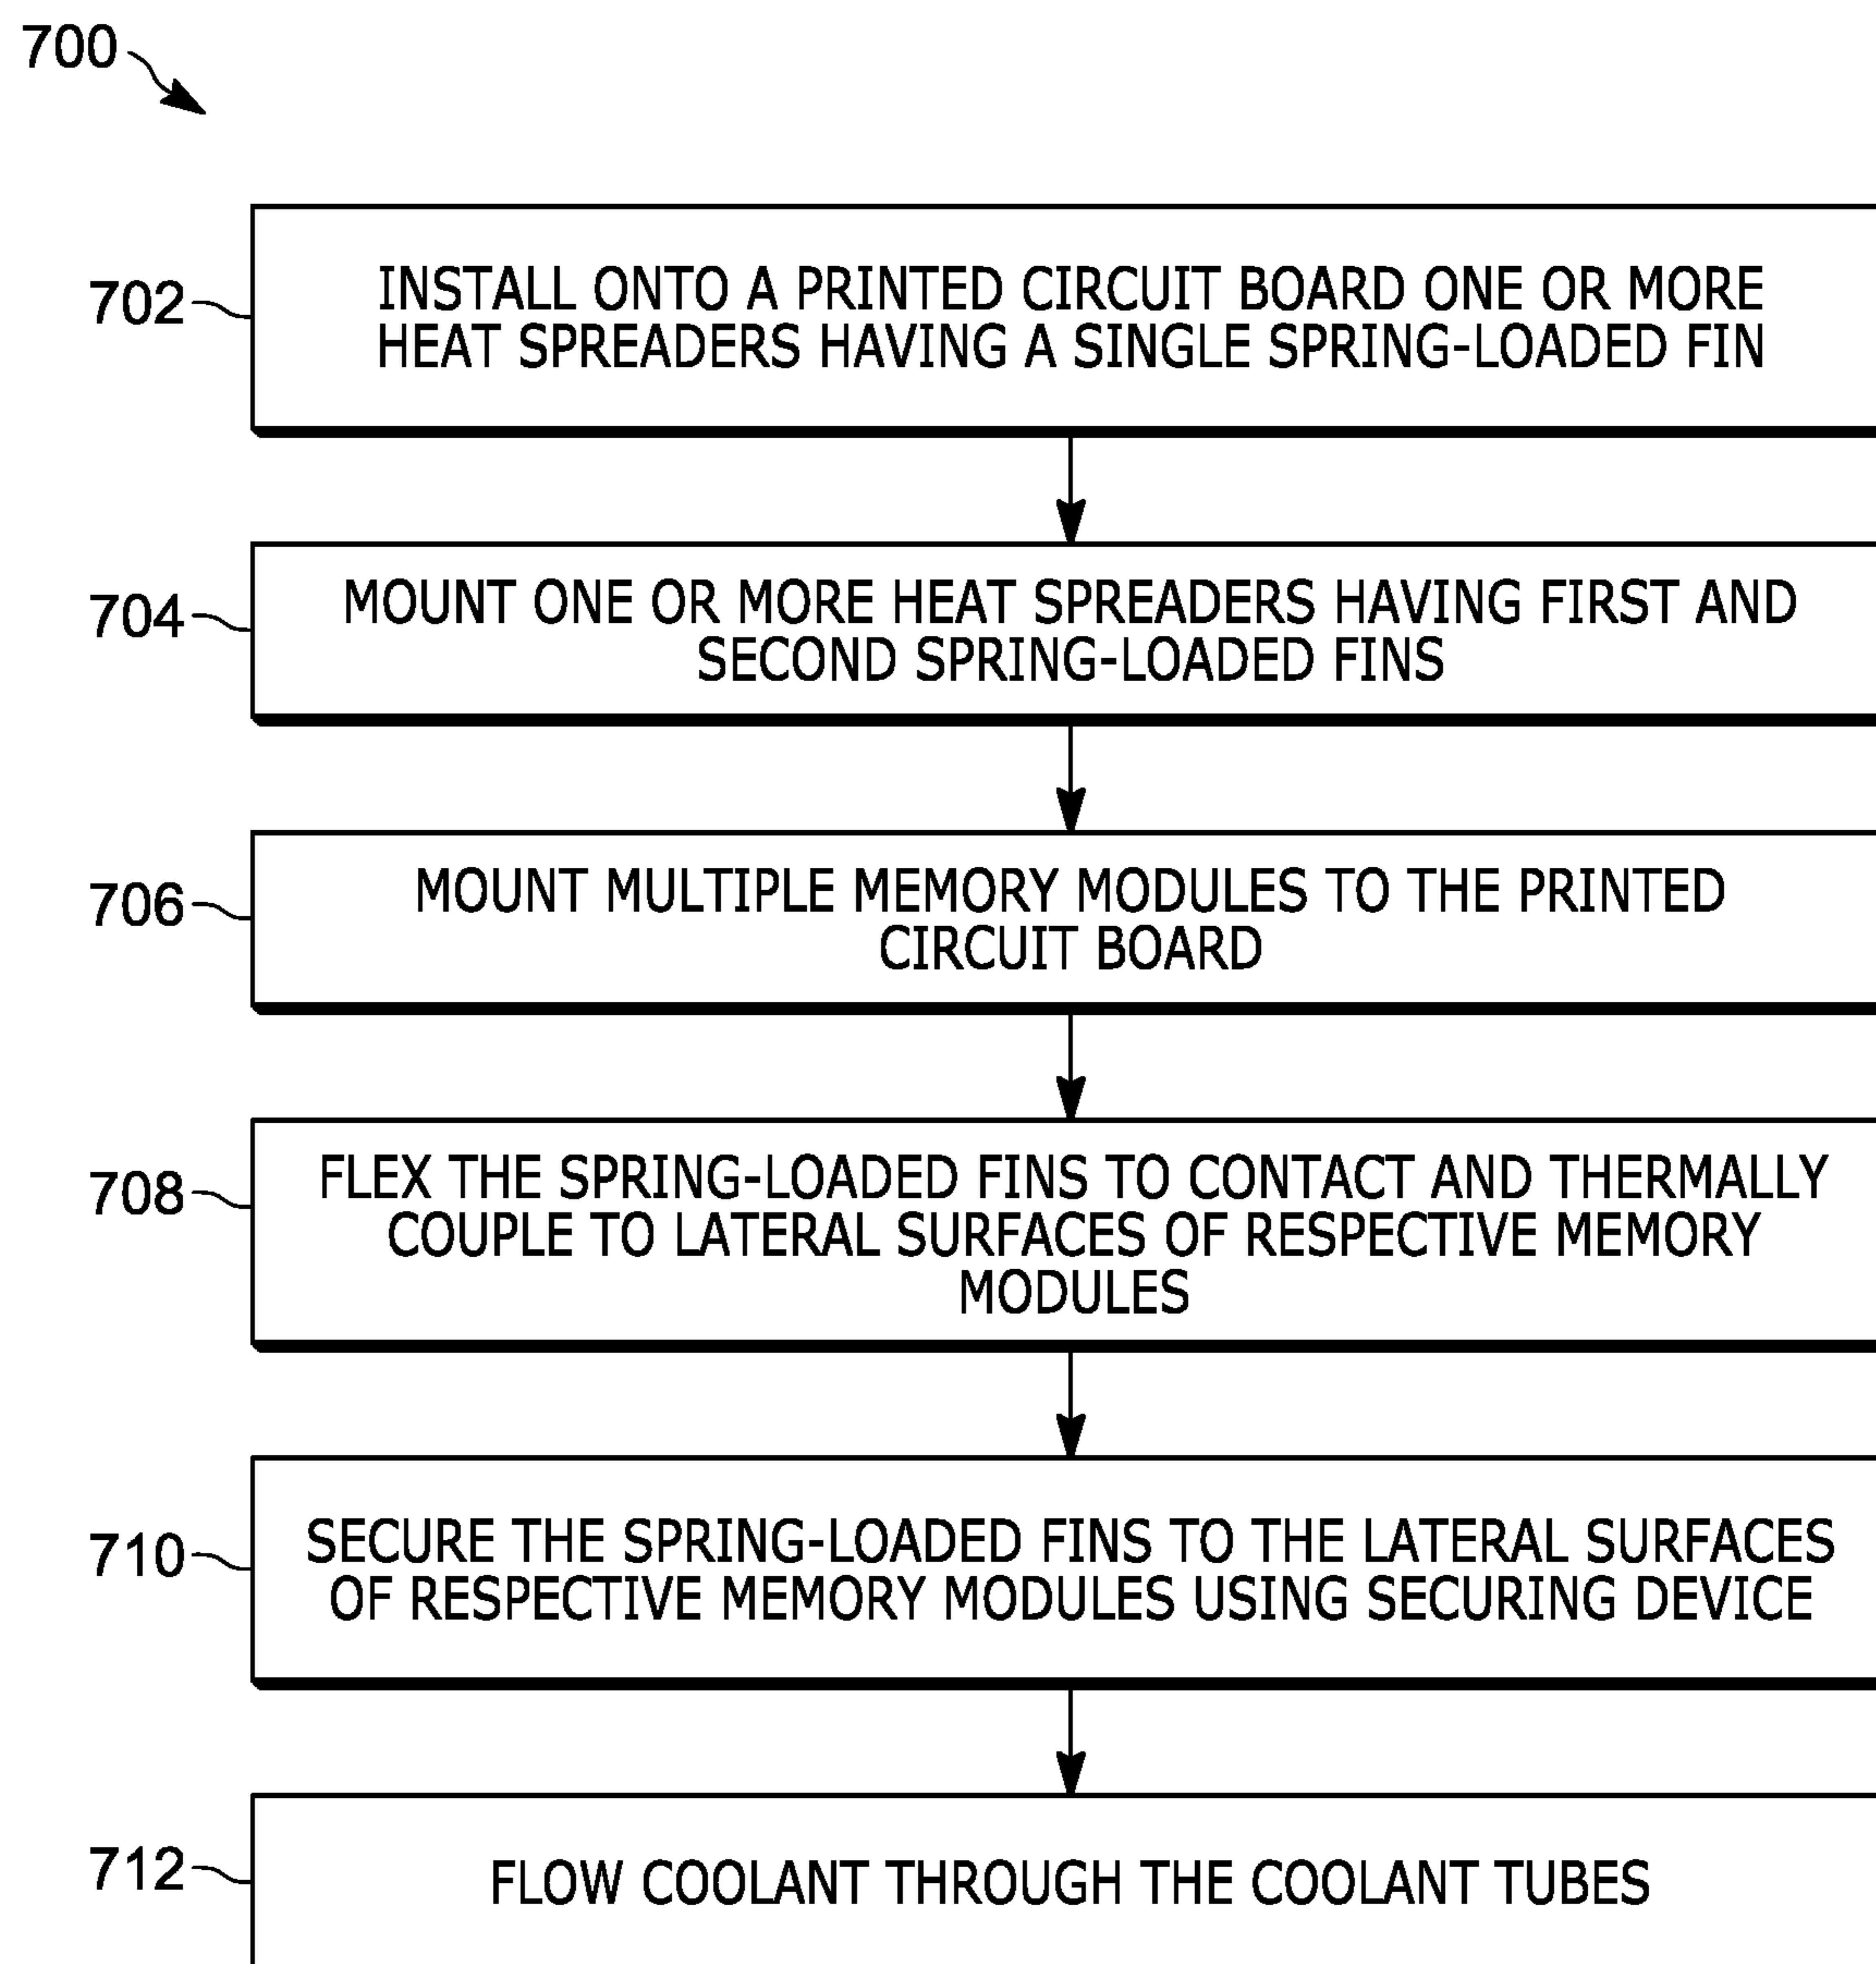 700
702
INSTALL ONTO A PRINTED CIRCUIT BOARD ONE OR MORE
HEAT SPREADERS HAVING A SINGLE SPRING-LOADED FIN
704
MOUNT ONE OR MORE HEAT SPREADERS HAVING FIRST AND
SECOND SPRING-LOADED FINS
706
MOUNT MULTIPLE MEMORY MODULES TO THE PRINTED
CIRCUIT BOARD
708
FLEX THE SPRING-LOADED FINS TO CONTACT AND THERMALLY
COUPLE TO LATERAL SURFACES OF RESPECTIVE MEMORY
MODULES
710
SECURE THE SPRING-LOADED FINS TO THE LATERAL SURFACES
OF RESPECTIVE MEMORY MODULES USING SECURING DEVICE
712
FLOW COOLANT THROUGH THE COOLANT TUBES